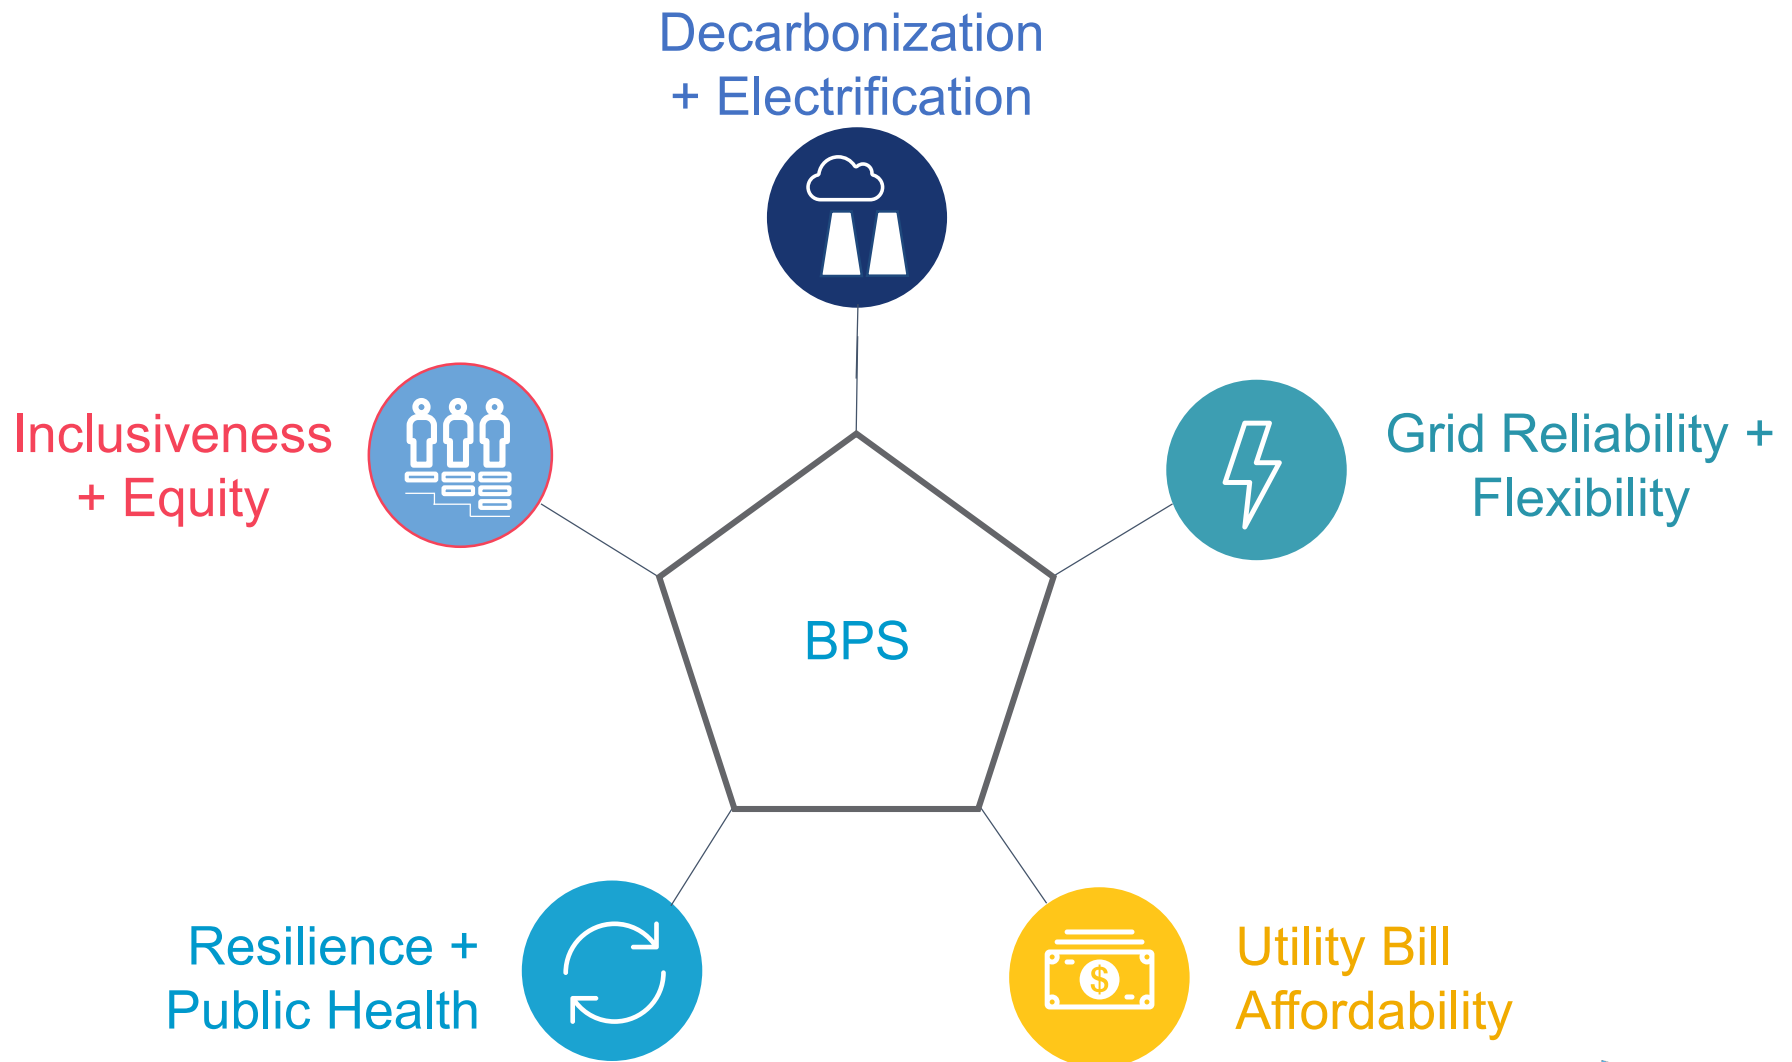 Decarbonization
+ Electrification
Inclusiveness
+ Equity
Grid Reliability +
Flexibility
BPS
Resilience +
Public Health
$
Utility Bill
Affordability